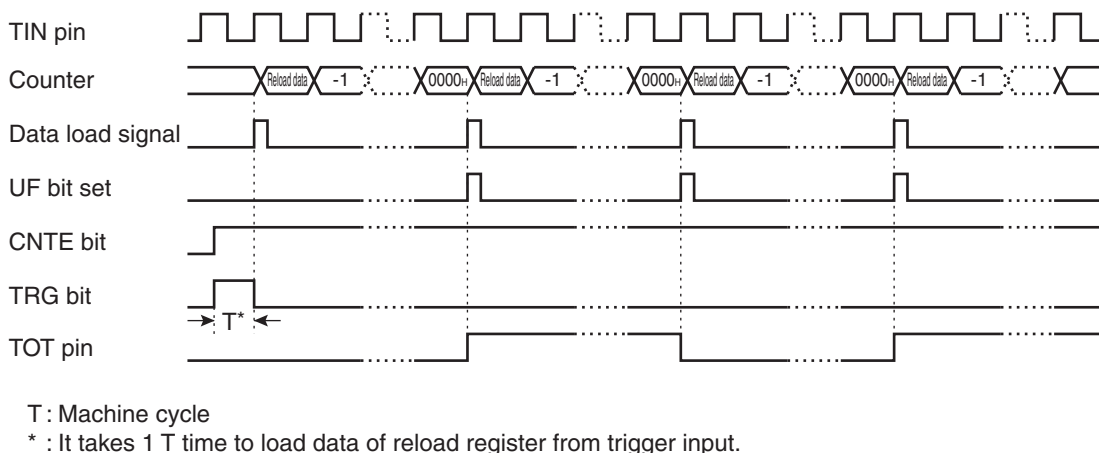 TIN pin
Counter Reload data -1 0000H Reload data -1 0000H Reload data -1 0000H Reload data -1
Data load signal
UF bit set
CNTE bit
TRG bit
T*
TOT pin
T : Machine cycle
* : It takes 1 T time to load data of reload register from trigger input.